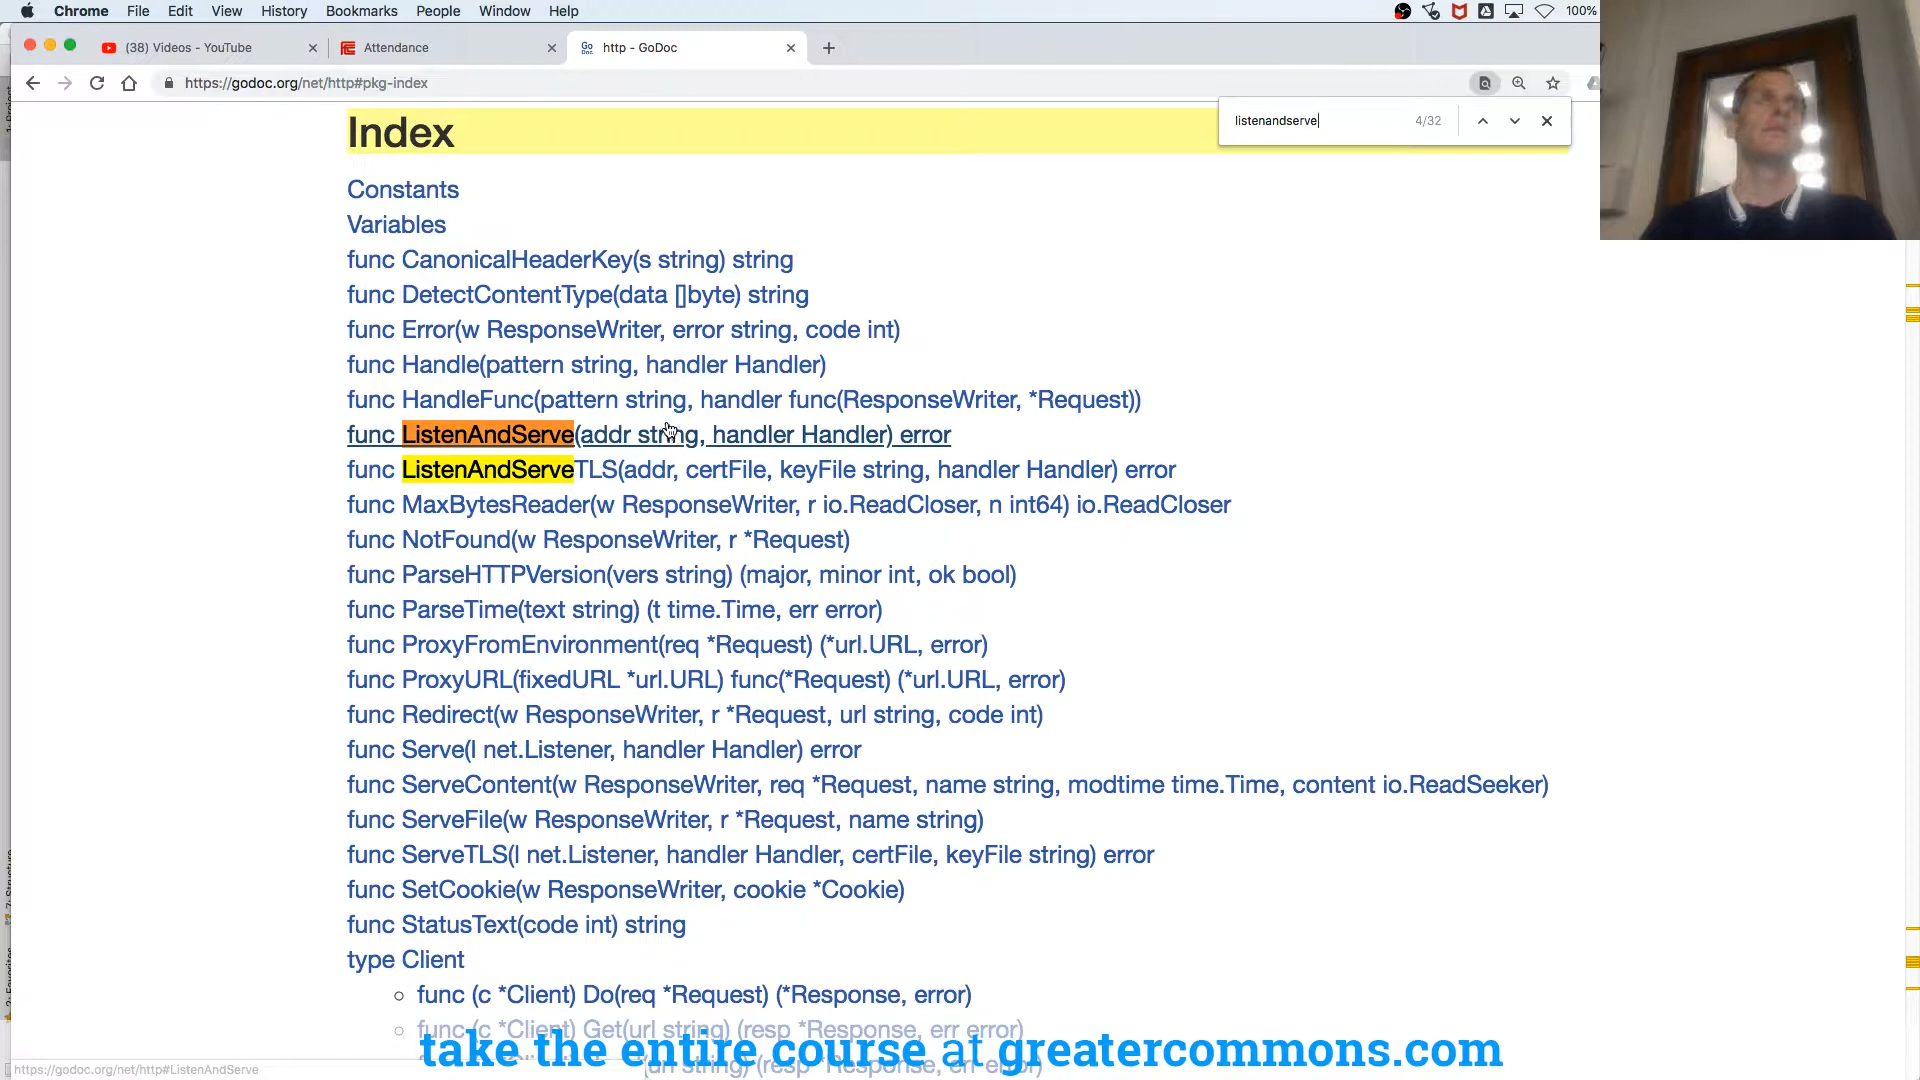 Chrome File Edit View History Bookmarks People Window Help 100%
(38) Videos - YouTube
Attendance
http - GoDoc
https://godoc.org/net/http#pkg-index
listenandserve 4/32
Index
Constants
Variables
func CanonicalHeaderKey(s string) string
func DetectContentType(data []byte) string
func Error(w ResponseWriter, error string, code int)
func Handle(pattern string, handler Handler)
func HandleFunc(pattern string, handler func(ResponseWriter, *Request))
func ListenAndServe(addr string, handler Handler) error
func ListenAndServeTLS(addr, certFile, keyFile string, handler Handler) error
func MaxBytesReader(w ResponseWriter, r io.ReadCloser, n int64) io.ReadCloser
func NotFound(w ResponseWriter, r *Request)
func ParseHTTPVersion(vers string) (major, minor int, ok bool)
func ParseTime(text string) (t time.Time, err error)
func ProxyFromEnvironment(req *Request) (*url.URL, error)
func ProxyURL(fixedURL *url.URL) func(*Request) (*url.URL, error)
func Redirect(w ResponseWriter, r *Request, url string, code int)
func Serve(l net.Listener, handler Handler) error
func ServeContent(w ResponseWriter, req *Request, name string, modtime time.Time, content io.ReadSeeker)
func ServeFile(w ResponseWriter, r *Request, name string)
func ServeTLS(l net.Listener, handler Handler, certFile, keyFile string) error
func SetCookie(w ResponseWriter, cookie *Cookie)
func StatusText(code int) string
type Client
func (c *Client) Do(req *Request) (*Response, error)
func (c *Client) Get(url string) (resp *Response, err error)
take the entire course at greatercommons.com
(url string) (resp *Response, err error)
https://godoc.org/net/http#ListenAndServe